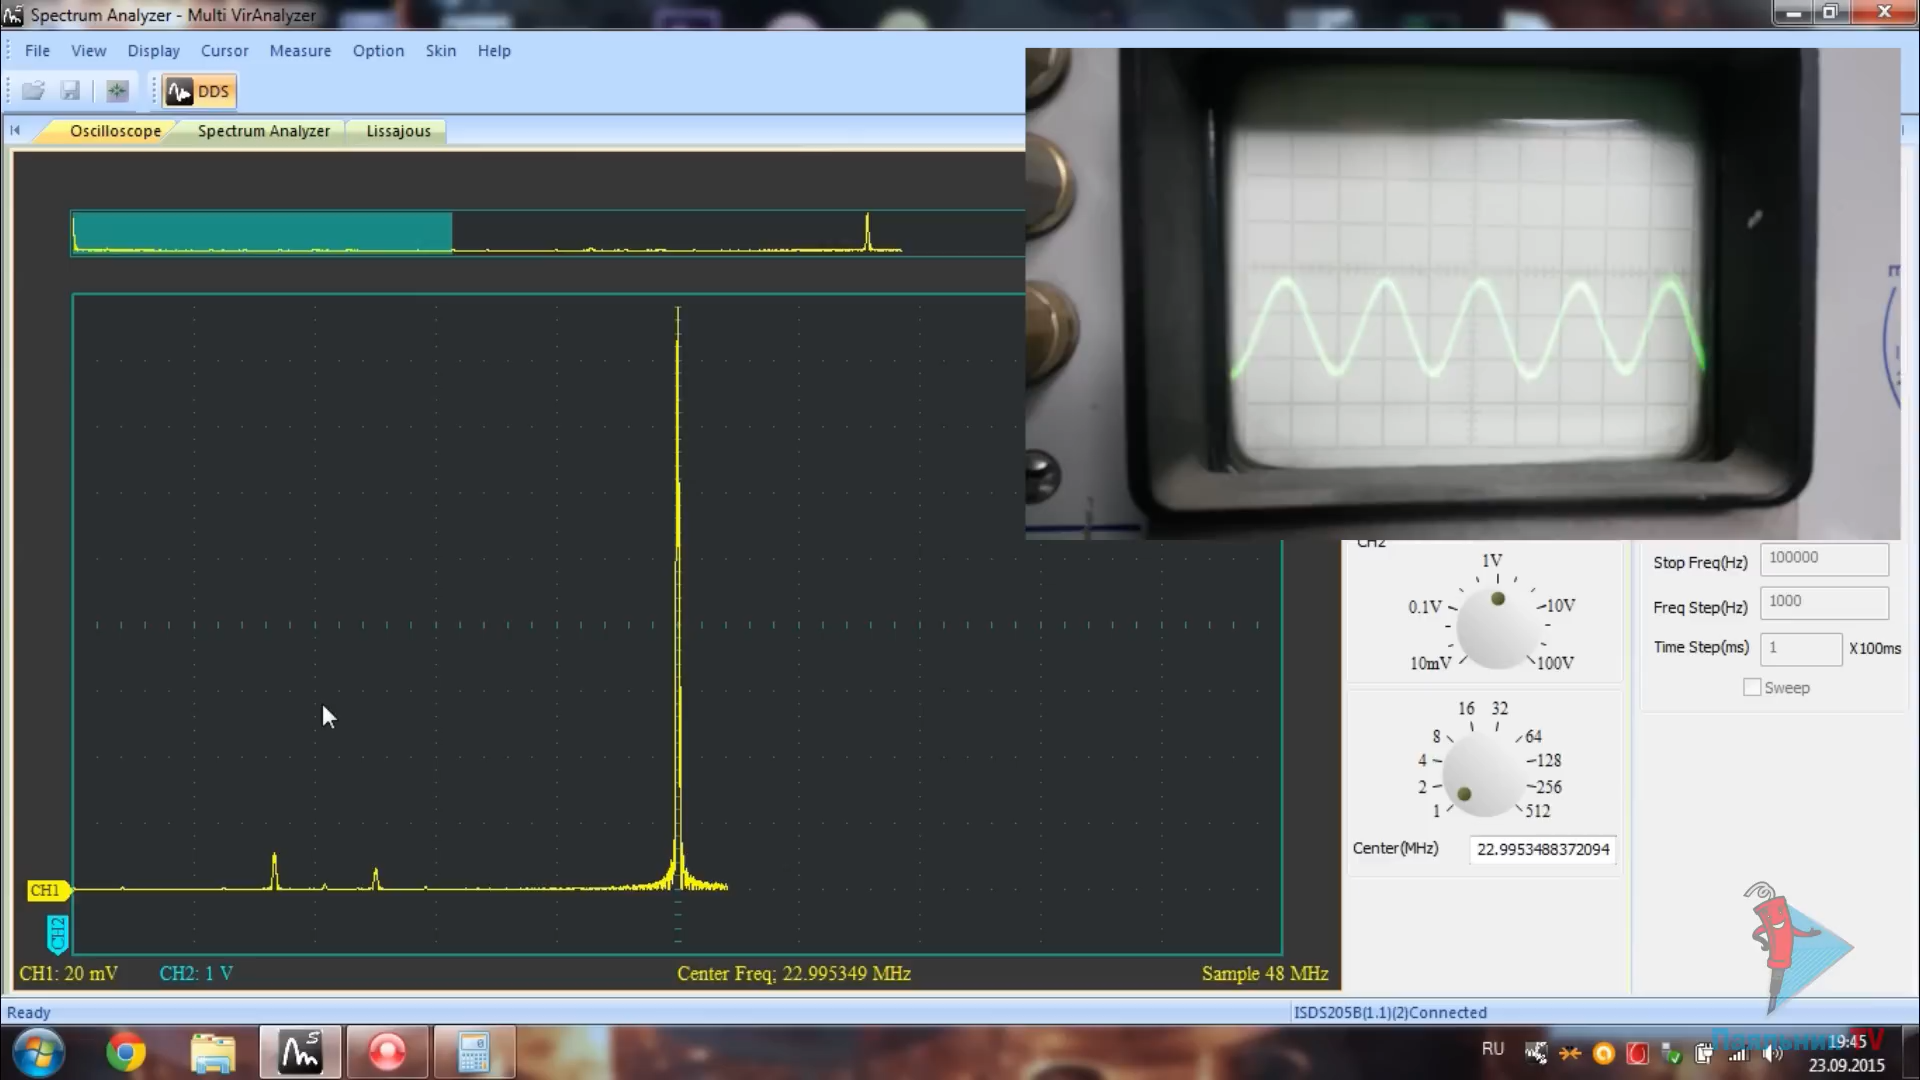 Spectrum Analyzer - Multi VirAnalyzer
File View Display Cursor Measure Option Skin Help
DDS
Oscilloscope Spectrum Analyzer Lissajous
CH2
1V
0.1V
10V
10mV
100V
Stop Freq(Hz) 100000
Freq Step(Hz) 1000
Time Step(ms) 1 X100ms
Sweep
16 32
8 64
4 128
2 256
1 512
Center(MHz) 22.9953488372094
CH1
CH2
CH1: 20 mV CH2: 1 V Center Freq; 22.995349 MHz Sample 48 MHz
Ready ISDS205B(1.1)(2)Connected
RU
Паяльник TV
19:45
23.09.2015